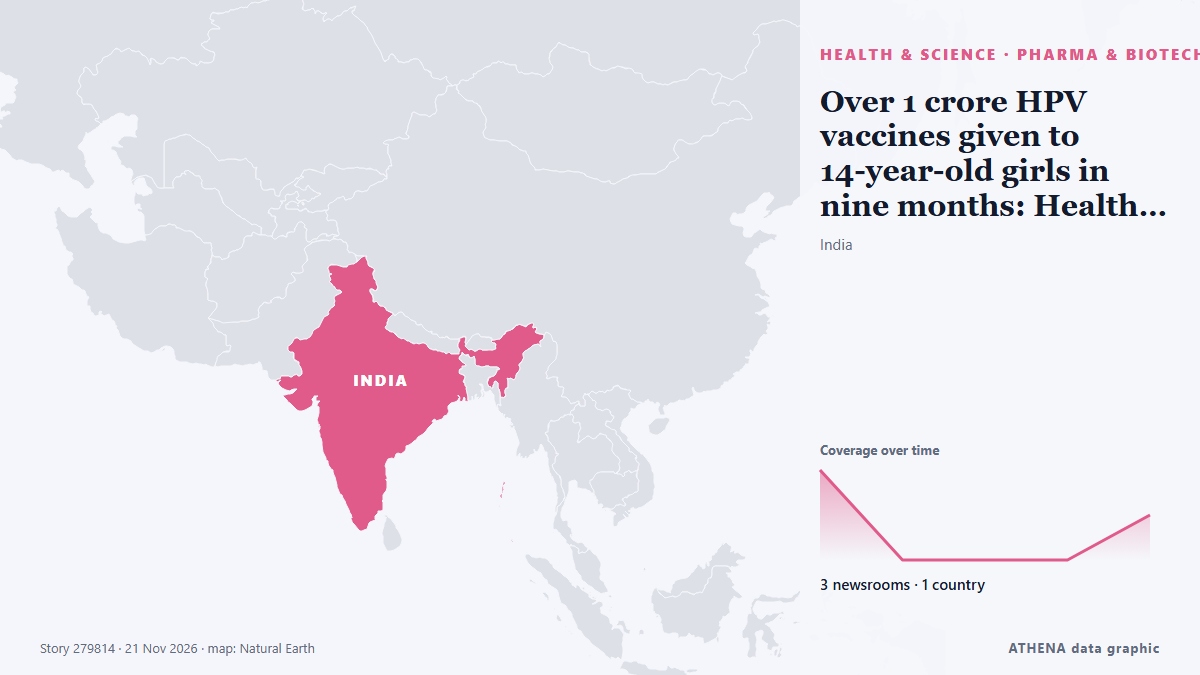 HEALTH & SCIENCE · PHARMA & BIOTECH
Over 1 crore HPV
vaccines given to
14-year-old girls in
nine months: Health...
India
INDIA
Coverage over time
3 newsrooms · 1 country
Story 279814 · 21 Nov 2026 · map: Natural Earth
ATHENA data graphic